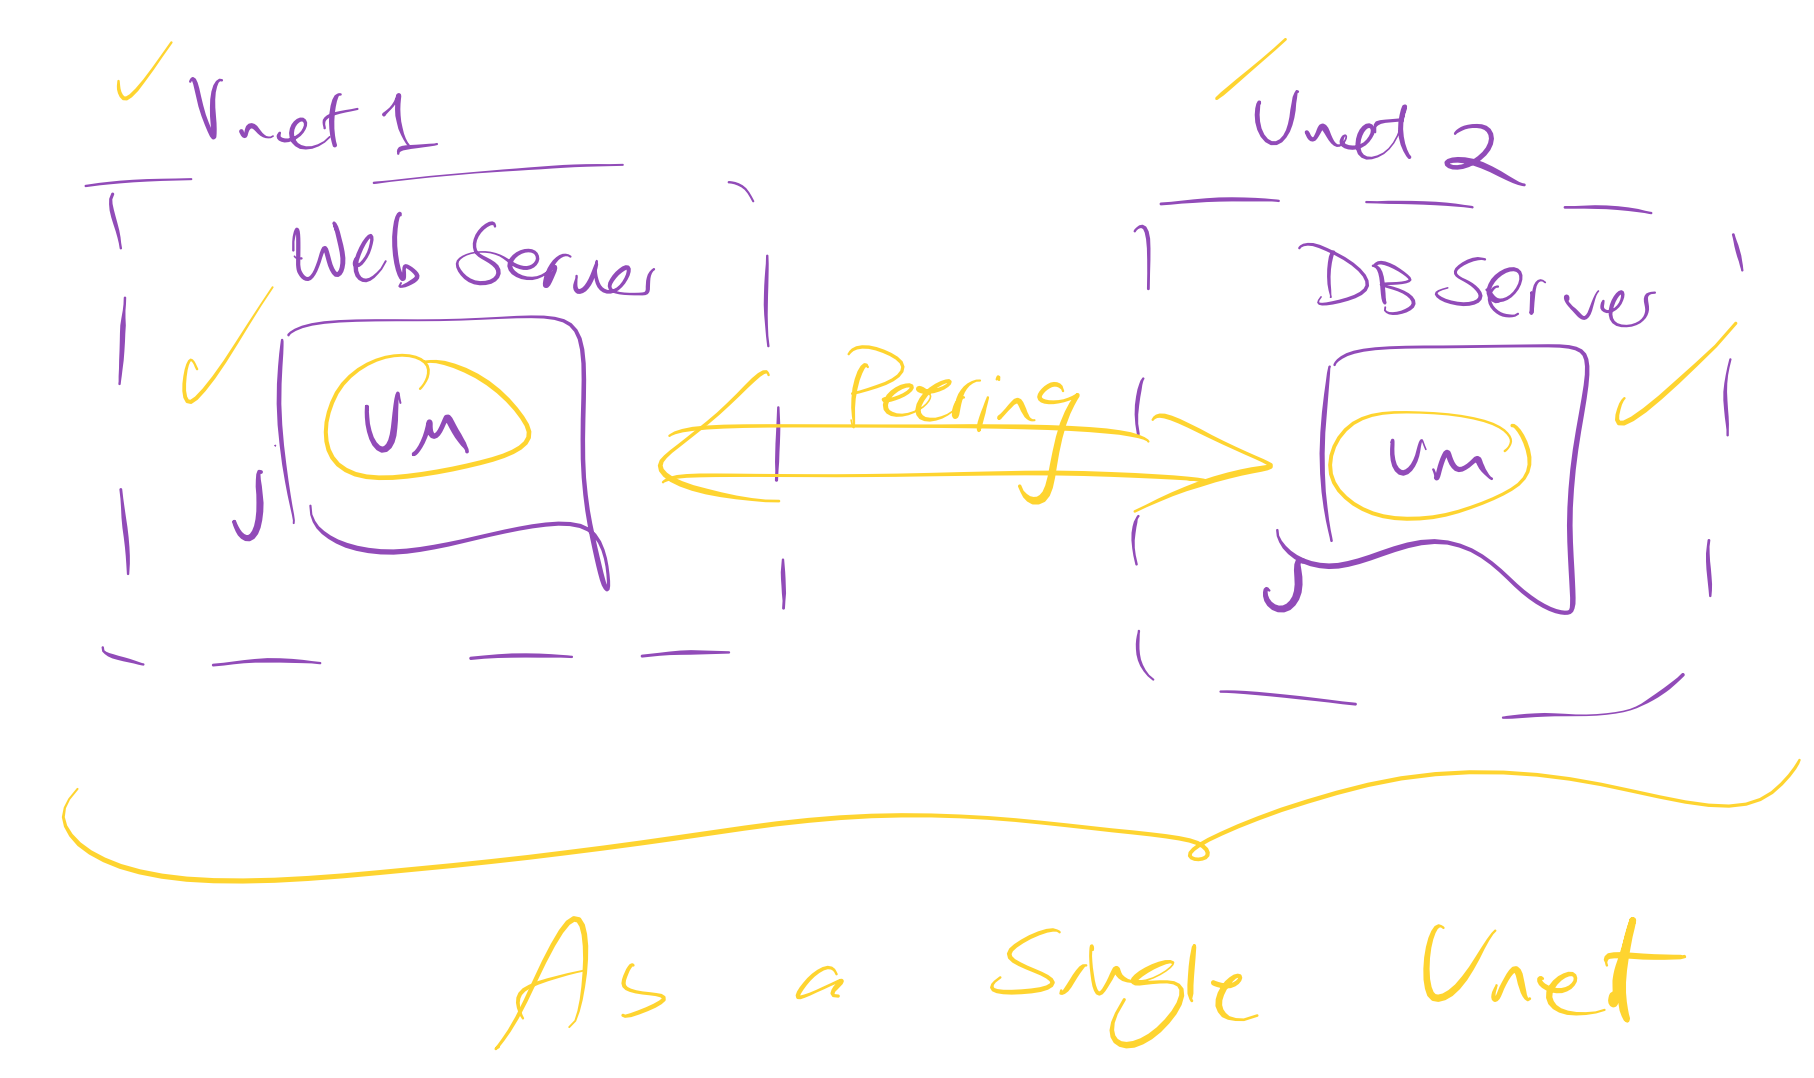 Vnet 1
Vnet 2
Web Server
DB Server
Peering
VM
VM
As a Single Vnet